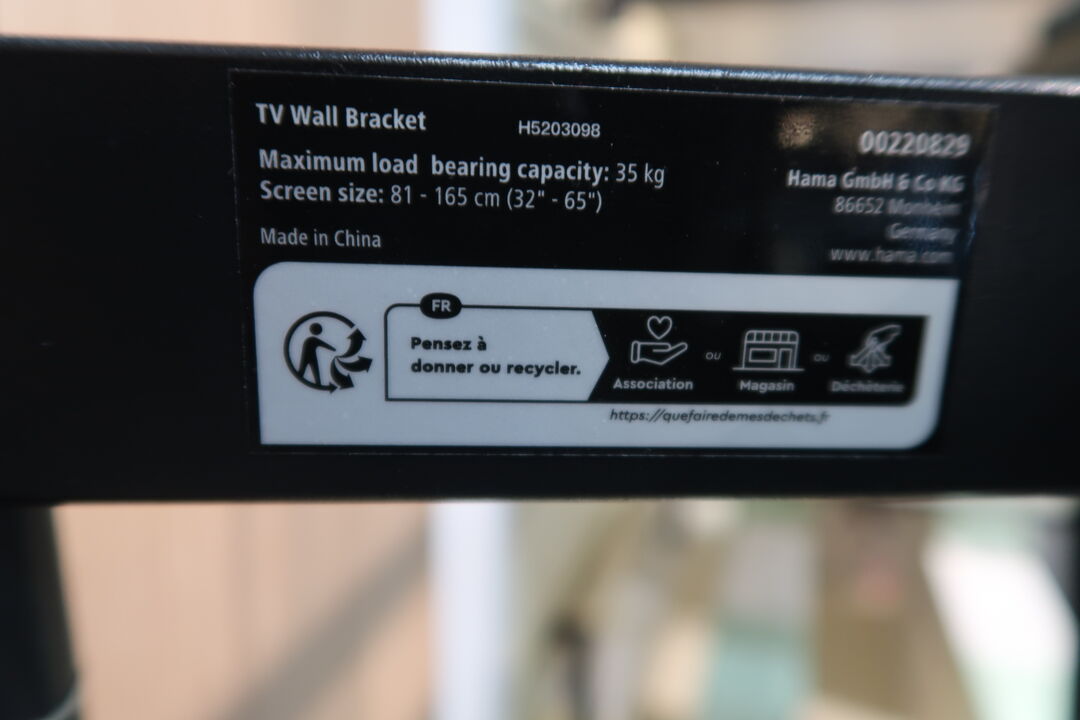 TV Wall Bracket
H5203098
Maximum load bearing capacity: 35 kg
Screen size: 81 - 165 cm (32" - 65")
Made in China
00220829
Hama GmbH & Co KG
86652 Monheim
Germany
www.hama.com
FR
Pensez à
donner ou recycler.
Association
ou
Magasin
ou
Déchèterie
https://quefairedemesdechets.fr